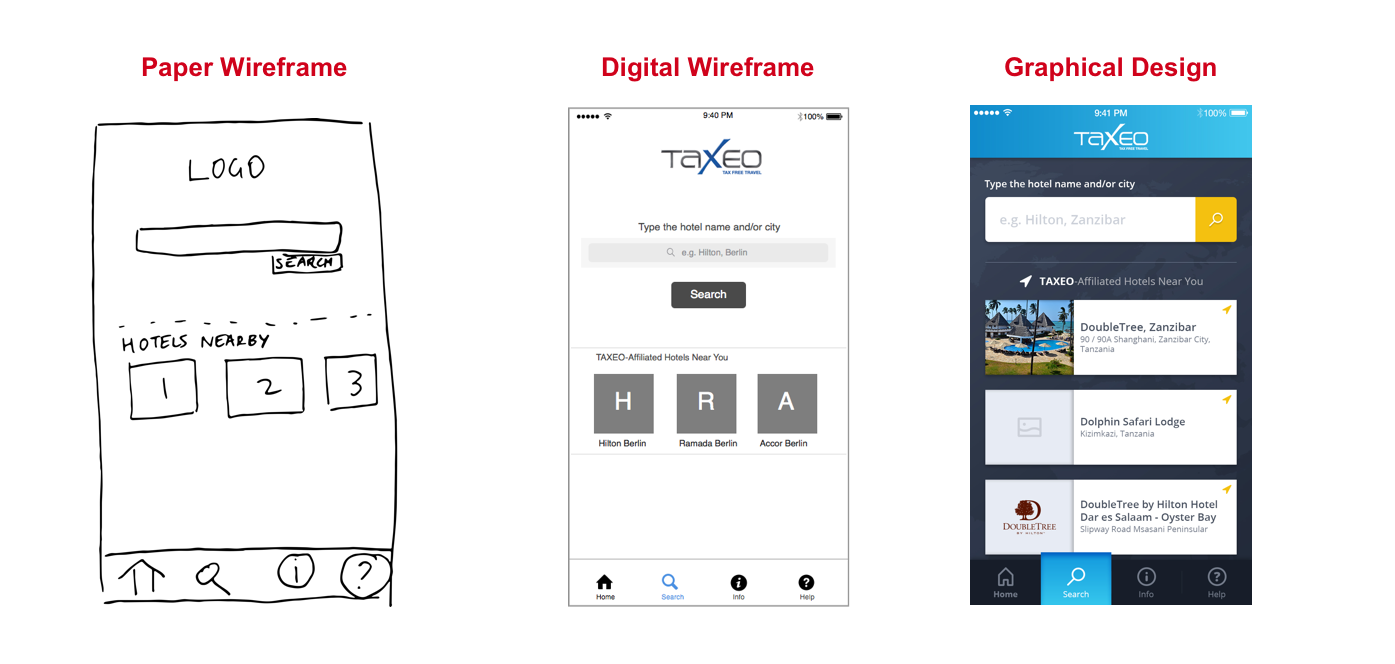 Paper Wireframe
LOGO
SEARCH
HOTELS NEARBY
1 2 3
i ?
Digital Wireframe
9:40 PM 100%
TaXEO
TAX FREE TRAVEL
Type the hotel name and/or city
e.g. Hilton, Berlin
Search
TAXEO-Affiliated Hotels Near You
H R A
Hilton Berlin Ramada Berlin Accor Berlin
i ?
Home Search Info Help
Graphical Design
9:41 PM 100%
TaXEO
TAX FREE TRAVEL
Type the hotel name and/or city
e.g. Hilton, Zanzibar
TAXEO-Affiliated Hotels Near You
DoubleTree, Zanzibar
90 / 90A Shanghani, Zanzibar City,
Tanzania
Dolphin Safari Lodge
Kizimkazi, Tanzania
D
DOUBLETREE
BY HILTON
DoubleTree by Hilton Hotel
Dar es Salaam - Oyster Bay
Slipway Road Msasani Peninsular
i ?
Home Search Info Help